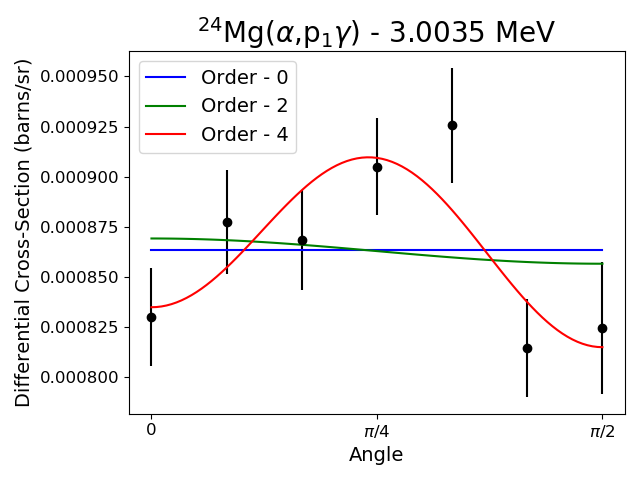 ²⁴Mg(α,p₁γ) - 3.0035 MeV
Differential Cross-Section (barns/sr)
0.000950
0.000925
0.000900
0.000875
0.000850
0.000825
0.000800
Order - 0
Order - 2
Order - 4
0
π/4
π/2
Angle